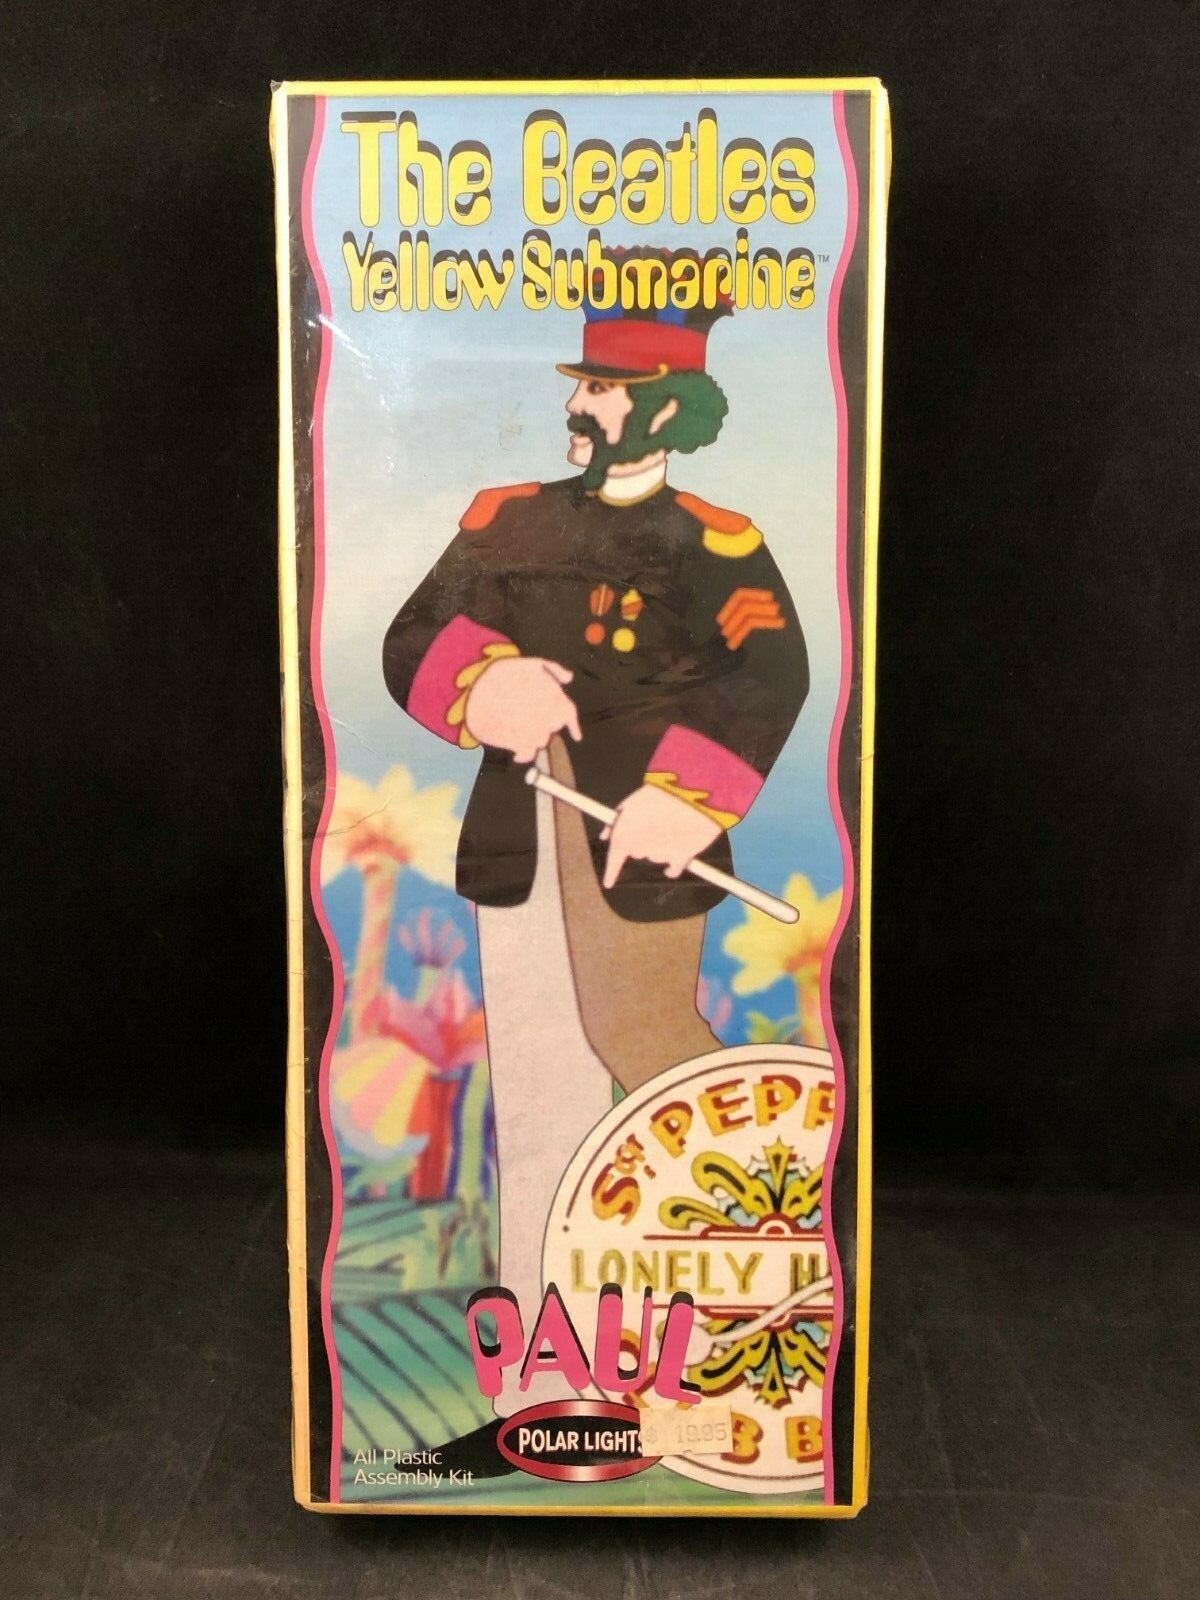 The Beatles
Yellow Submarine™
Sgt. PEPP
LONELY H
PAUL
B B
POLAR LIGHTS
$ 19.95
All Plastic
Assembly Kit